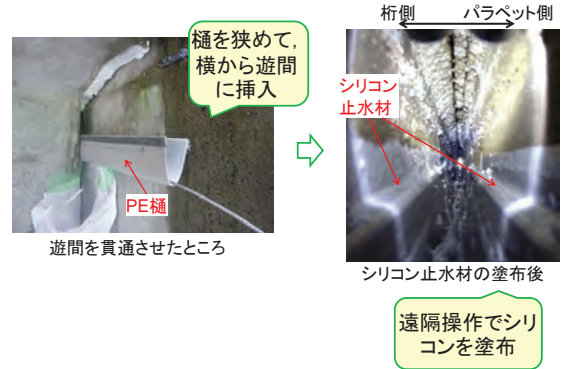 樋を狭めて，
横から遊間
に挿入
PE樋
遊間を貫通させたところ
桁側 パラペット側
シリコン
止水材
シリコン止水材の塗布後
遠隔操作でシリ
コンを塗布